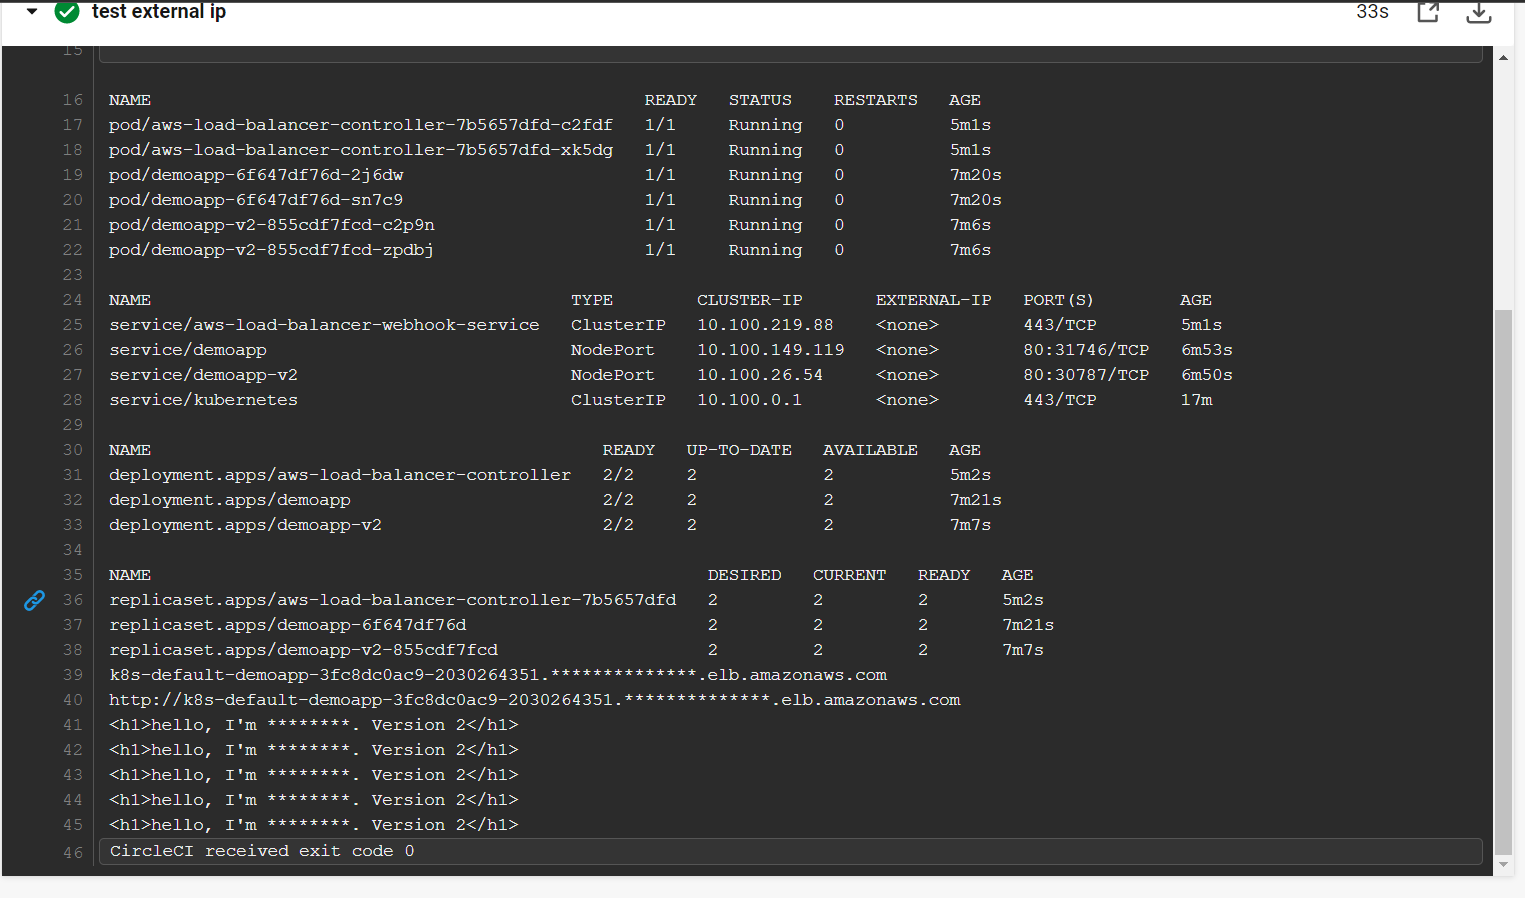 test external ip 33s
15
16 NAME READY STATUS RESTARTS AGE
17 pod/aws-load-balancer-controller-7b5657dfd-c2fdf 1/1 Running 0 5m1s
18 pod/aws-load-balancer-controller-7b5657dfd-xk5dg 1/1 Running 0 5m1s
19 pod/demoapp-6f647df76d-2j6dw 1/1 Running 0 7m20s
20 pod/demoapp-6f647df76d-sn7c9 1/1 Running 0 7m20s
21 pod/demoapp-v2-855cdf7fcd-c2p9n 1/1 Running 0 7m6s
22 pod/demoapp-v2-855cdf7fcd-zpdbj 1/1 Running 0 7m6s
23
24 NAME TYPE CLUSTER-IP EXTERNAL-IP PORT(S) AGE
25 service/aws-load-balancer-webhook-service ClusterIP 10.100.219.88 <none> 443/TCP 5m1s
26 service/demoapp NodePort 10.100.149.119 <none> 80:31746/TCP 6m53s
27 service/demoapp-v2 NodePort 10.100.26.54 <none> 80:30787/TCP 6m50s
28 service/kubernetes ClusterIP 10.100.0.1 <none> 443/TCP 17m
29
30 NAME READY UP-TO-DATE AVAILABLE AGE
31 deployment.apps/aws-load-balancer-controller 2/2 2 2 5m2s
32 deployment.apps/demoapp 2/2 2 2 7m21s
33 deployment.apps/demoapp-v2 2/2 2 2 7m7s
34
35 NAME DESIRED CURRENT READY AGE
36 replicaset.apps/aws-load-balancer-controller-7b5657dfd 2 2 2 5m2s
37 replicaset.apps/demoapp-6f647df76d 2 2 2 7m21s
38 replicaset.apps/demoapp-v2-855cdf7fcd 2 2 2 7m7s
39 k8s-default-demoapp-3fc8dc0ac9-2030264351.**************.elb.amazonaws.com
40 http://k8s-default-demoapp-3fc8dc0ac9-2030264351.**************.elb.amazonaws.com
41 <h1>hello, I'm ********. Version 2</h1>
42 <h1>hello, I'm ********. Version 2</h1>
43 <h1>hello, I'm ********. Version 2</h1>
44 <h1>hello, I'm ********. Version 2</h1>
45 <h1>hello, I'm ********. Version 2</h1>
46 CircleCI received exit code 0